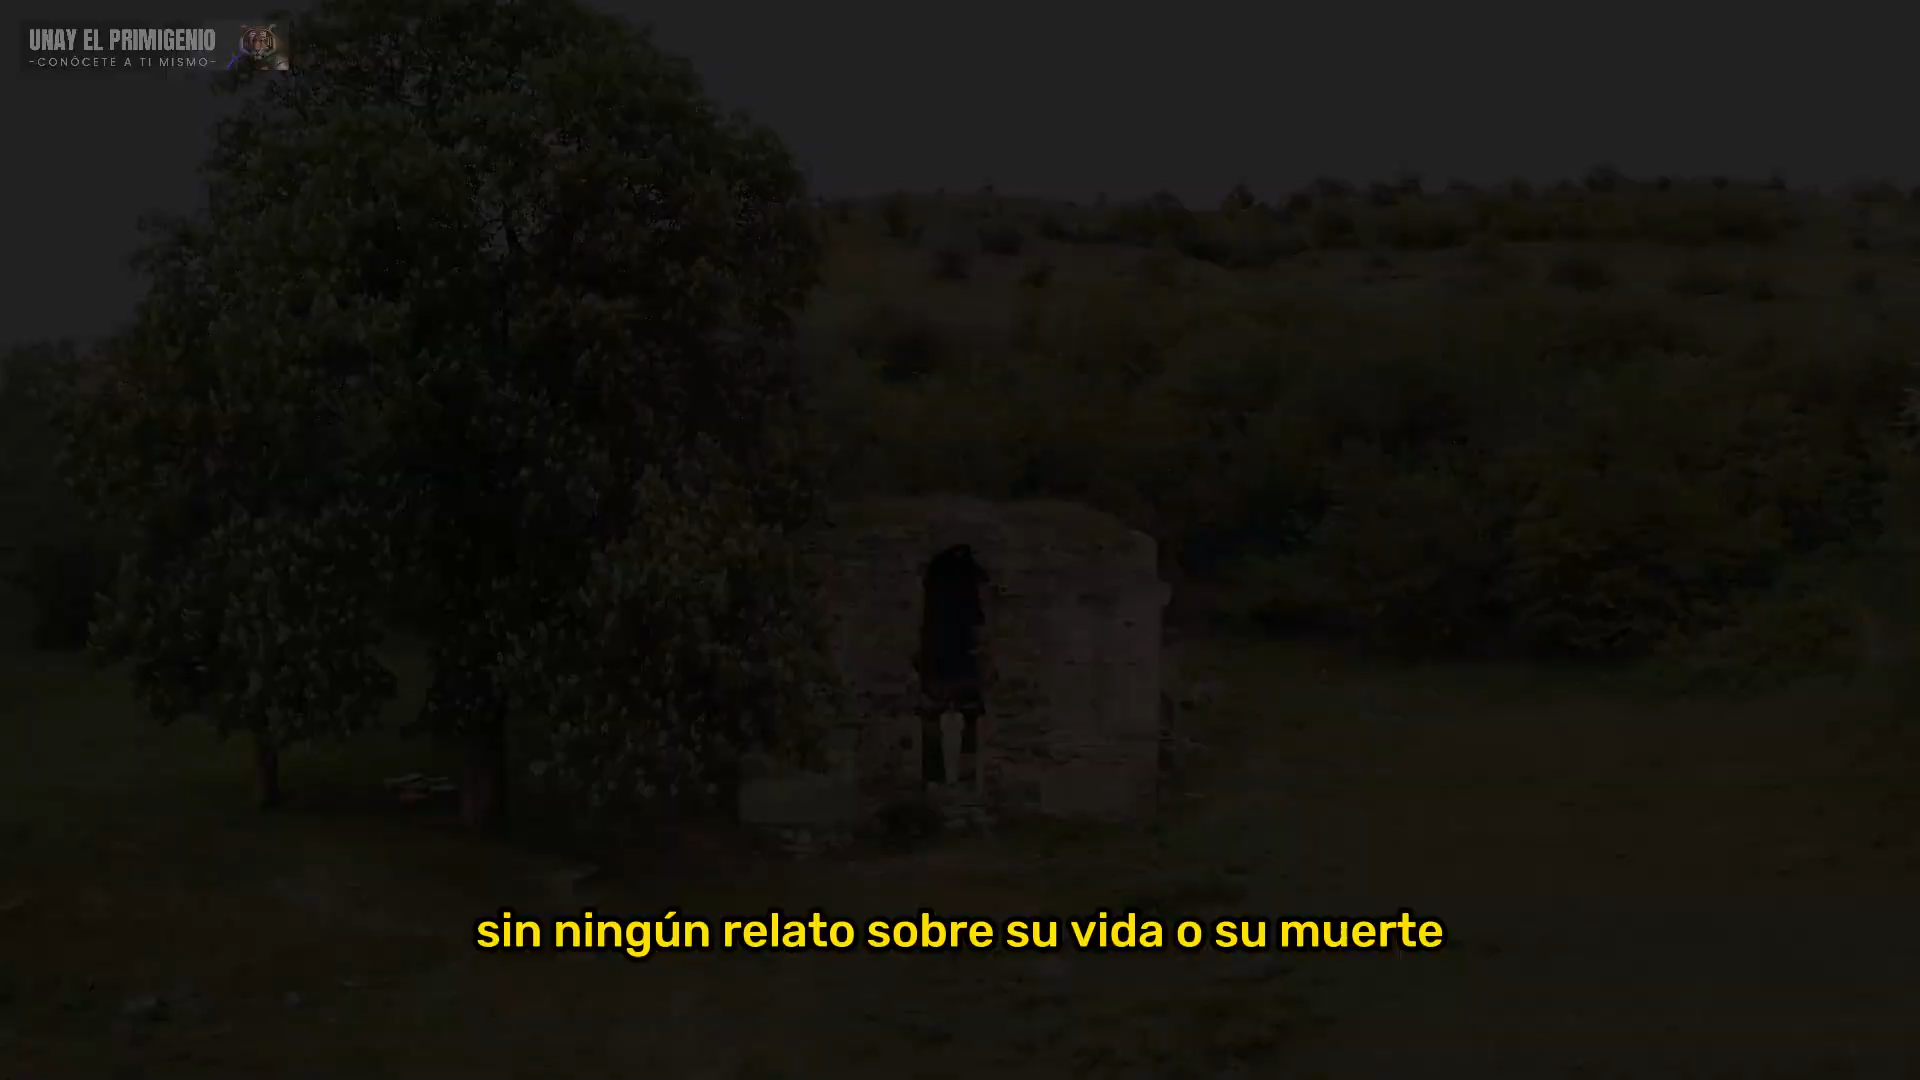 UNAY EL PRIMIGENIO
-CONÓCETE A TI MISMO-
sin ningún relato sobre su vida o su muerte